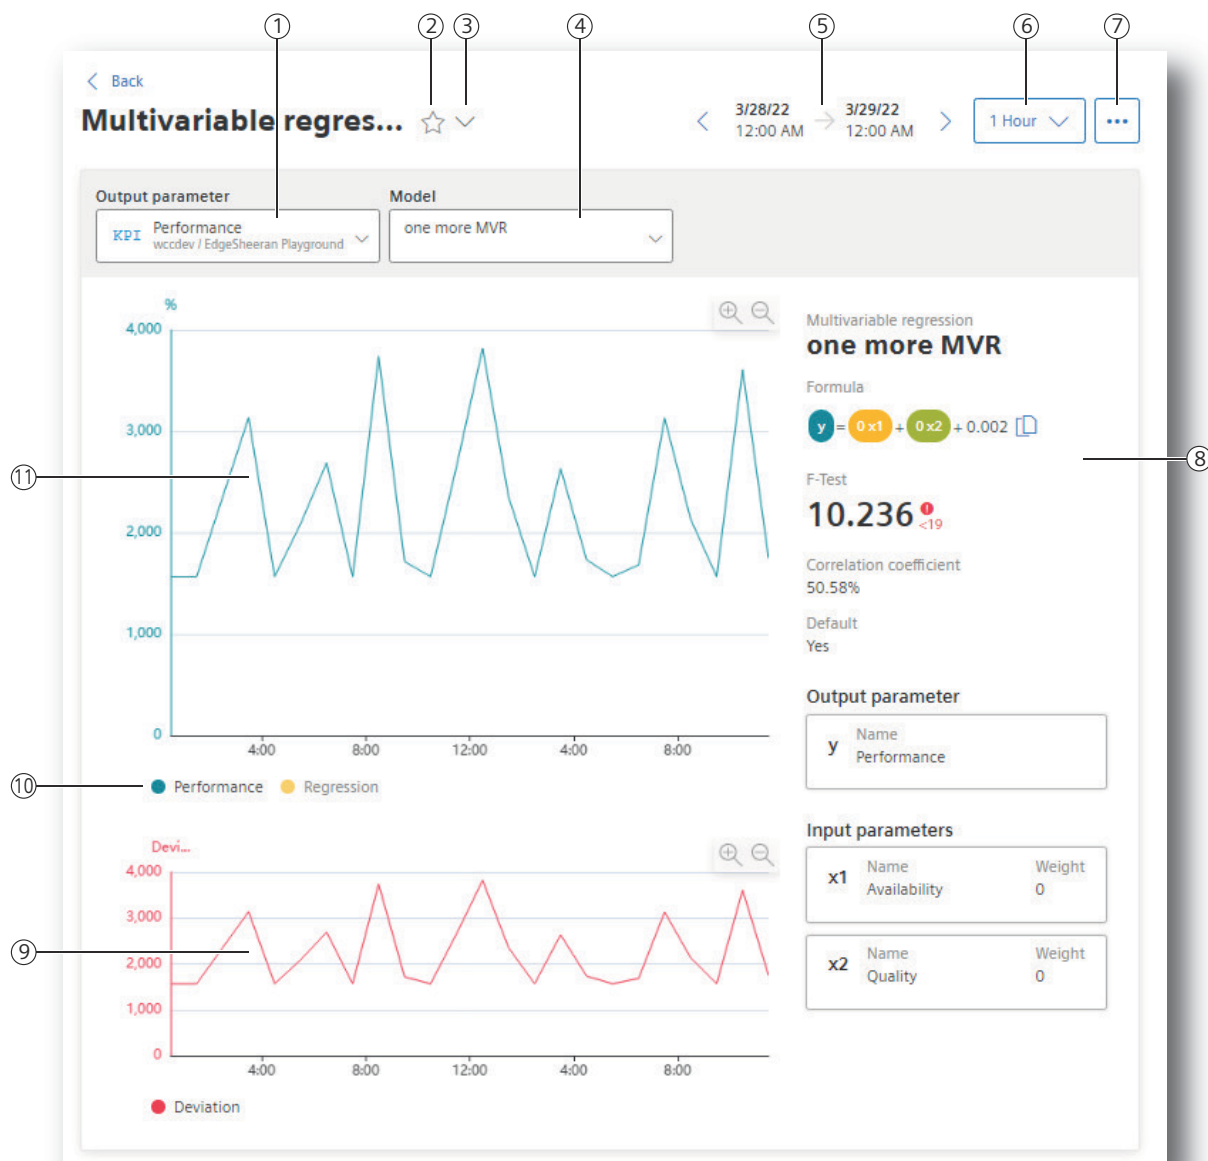 1 2 3 4 5 6 7
Back
Multivariable regres...
3/28/22 3/29/22
12:00 AM 12:00 AM
1 Hour
Output parameter Model
KPI Performance one more MVR
wccdev / EdgeSheeran Playground
%
4,000
3,000
2,000
1,000
0
4:00 8:00 12:00 4:00 8:00
11
10
Performance Regression
Multivariable regression
one more MVR
Formula
y = 0 x1 + 0 x2 + 0.002
8
F-Test
10.236 ! <19
Correlation coefficient
50.58%
Default
Yes
Output parameter
y Name
Performance
Input parameters
x1 Name Weight
Availability 0
x2 Name Weight
Quality 0
Devi...
4,000
3,000
2,000
1,000
0
4:00 8:00 12:00 4:00 8:00
9
Deviation